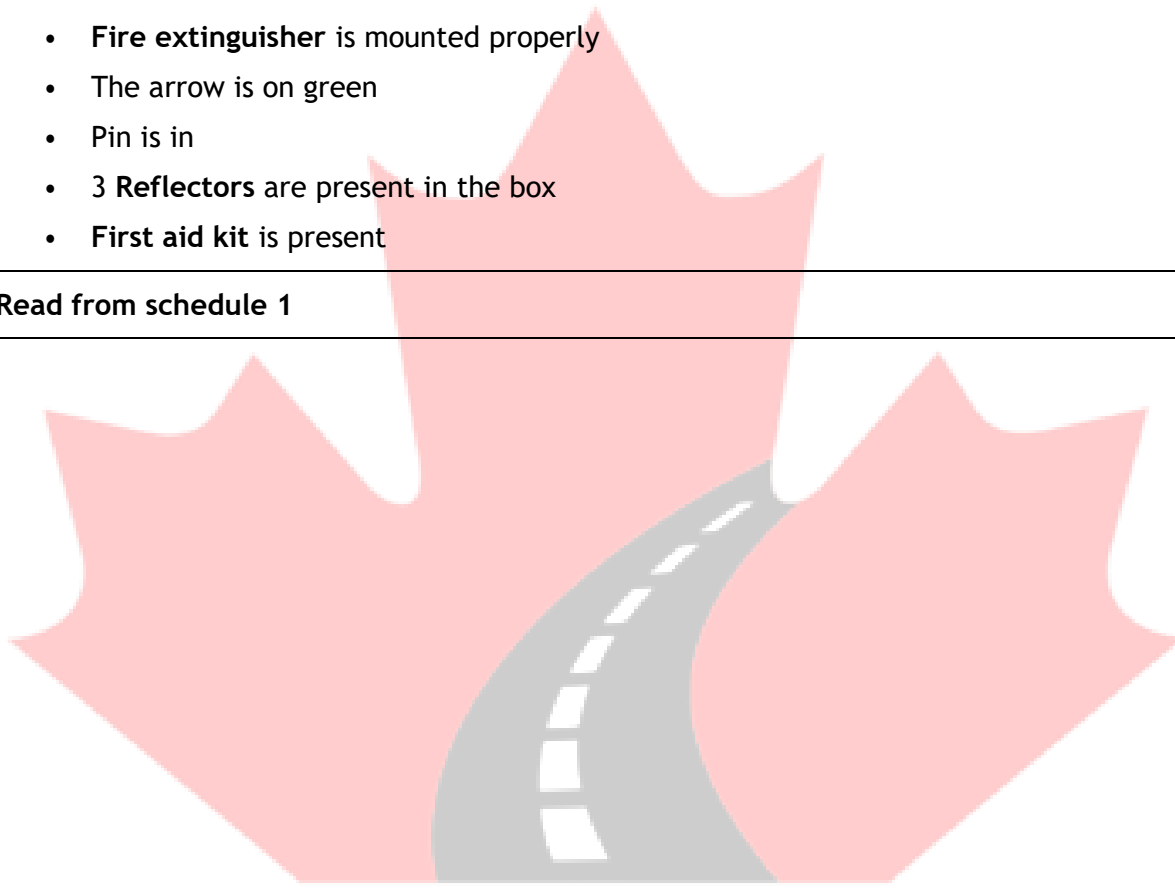 • Fire extinguisher is mounted properly
• The arrow is on green
• Pin is in
• 3 Reflectors are present in the box
• First aid kit is present
Read from schedule 1